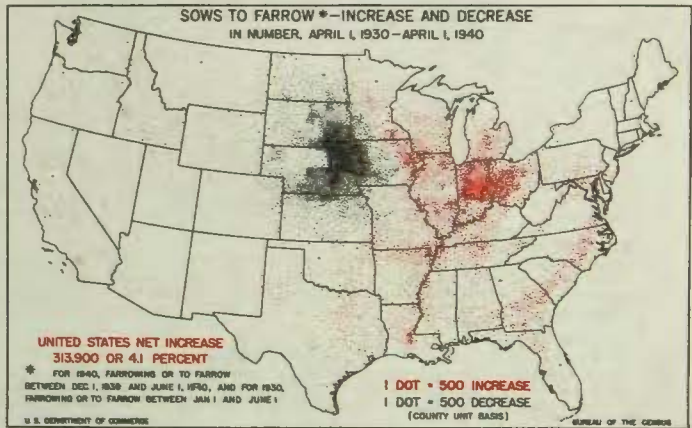 SOWS TO FARROW *—INCREASE AND DECREASE
IN NUMBER, APRIL 1, 1930—APRIL 1, 1940
UNITED STATES NET INCREASE
313,900 OR 4.1 PERCENT
* FOR 1940, FARROWING OR TO FARROW
BETWEEN DEC 1, 1939 AND JUNE 1, 1940, AND FOR 1930,
FARROWING OR TO FARROW BETWEEN JAN 1 AND JUNE 1
1 DOT = 500 INCREASE
1 DOT = 500 DECREASE
(COUNTY UNIT BASIS)
U. S. DEPARTMENT OF COMMERCE
BUREAU OF THE CENSUS